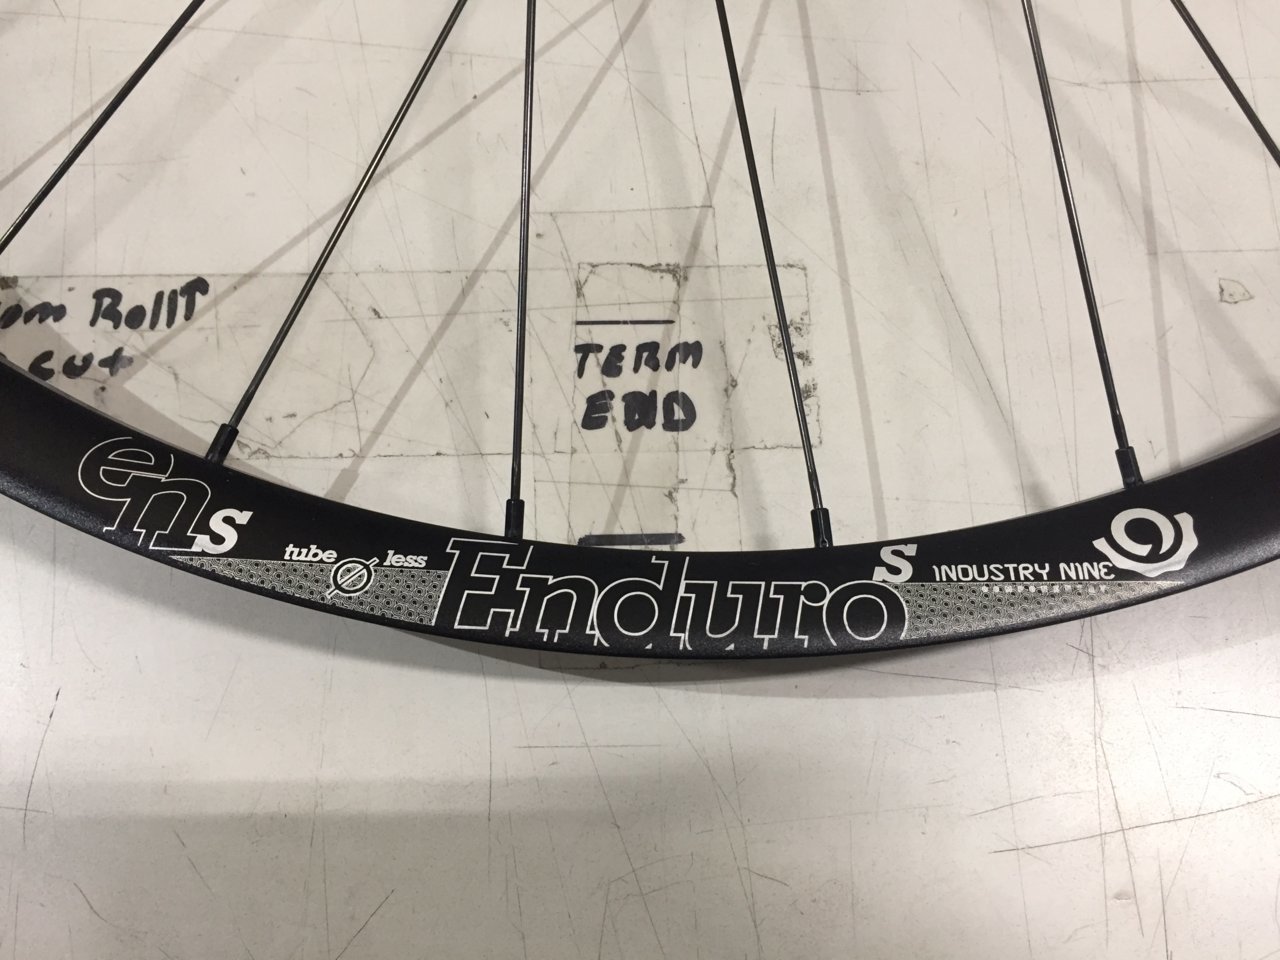 Rollt
cut
TERM
END
enS
tube less
Enduro S
INDUSTRY NINE